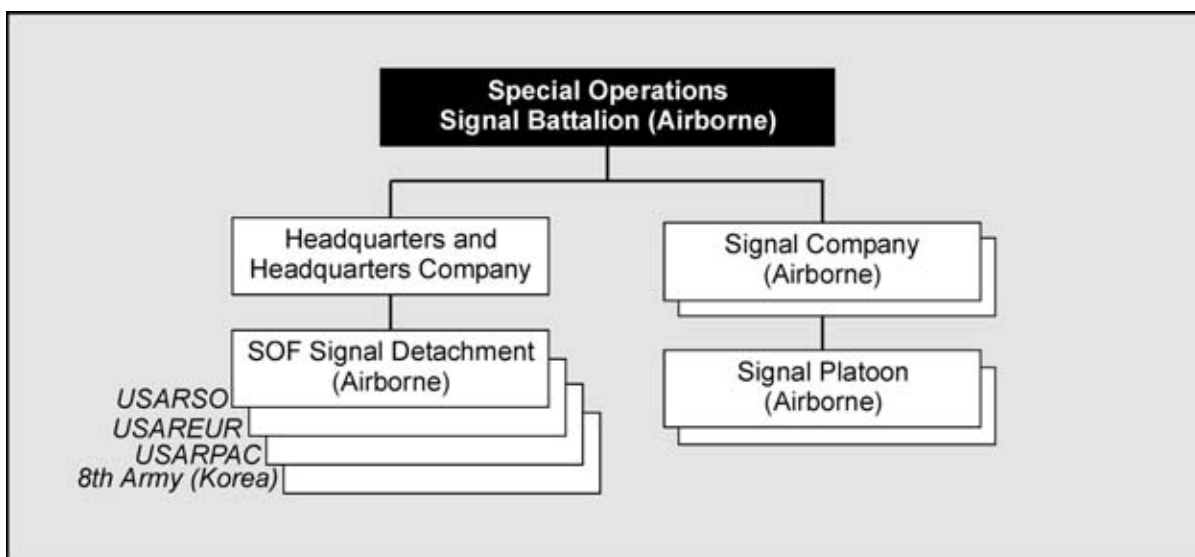 Special Operations
Signal Battalion (Airborne)
Headquarters and
Headquarters Company
Signal Company
(Airborne)
SOF Signal Detachment
(Airborne)
USARSO
USAREUR
USARPAC
8th Army (Korea)
Signal Platoon
(Airborne)